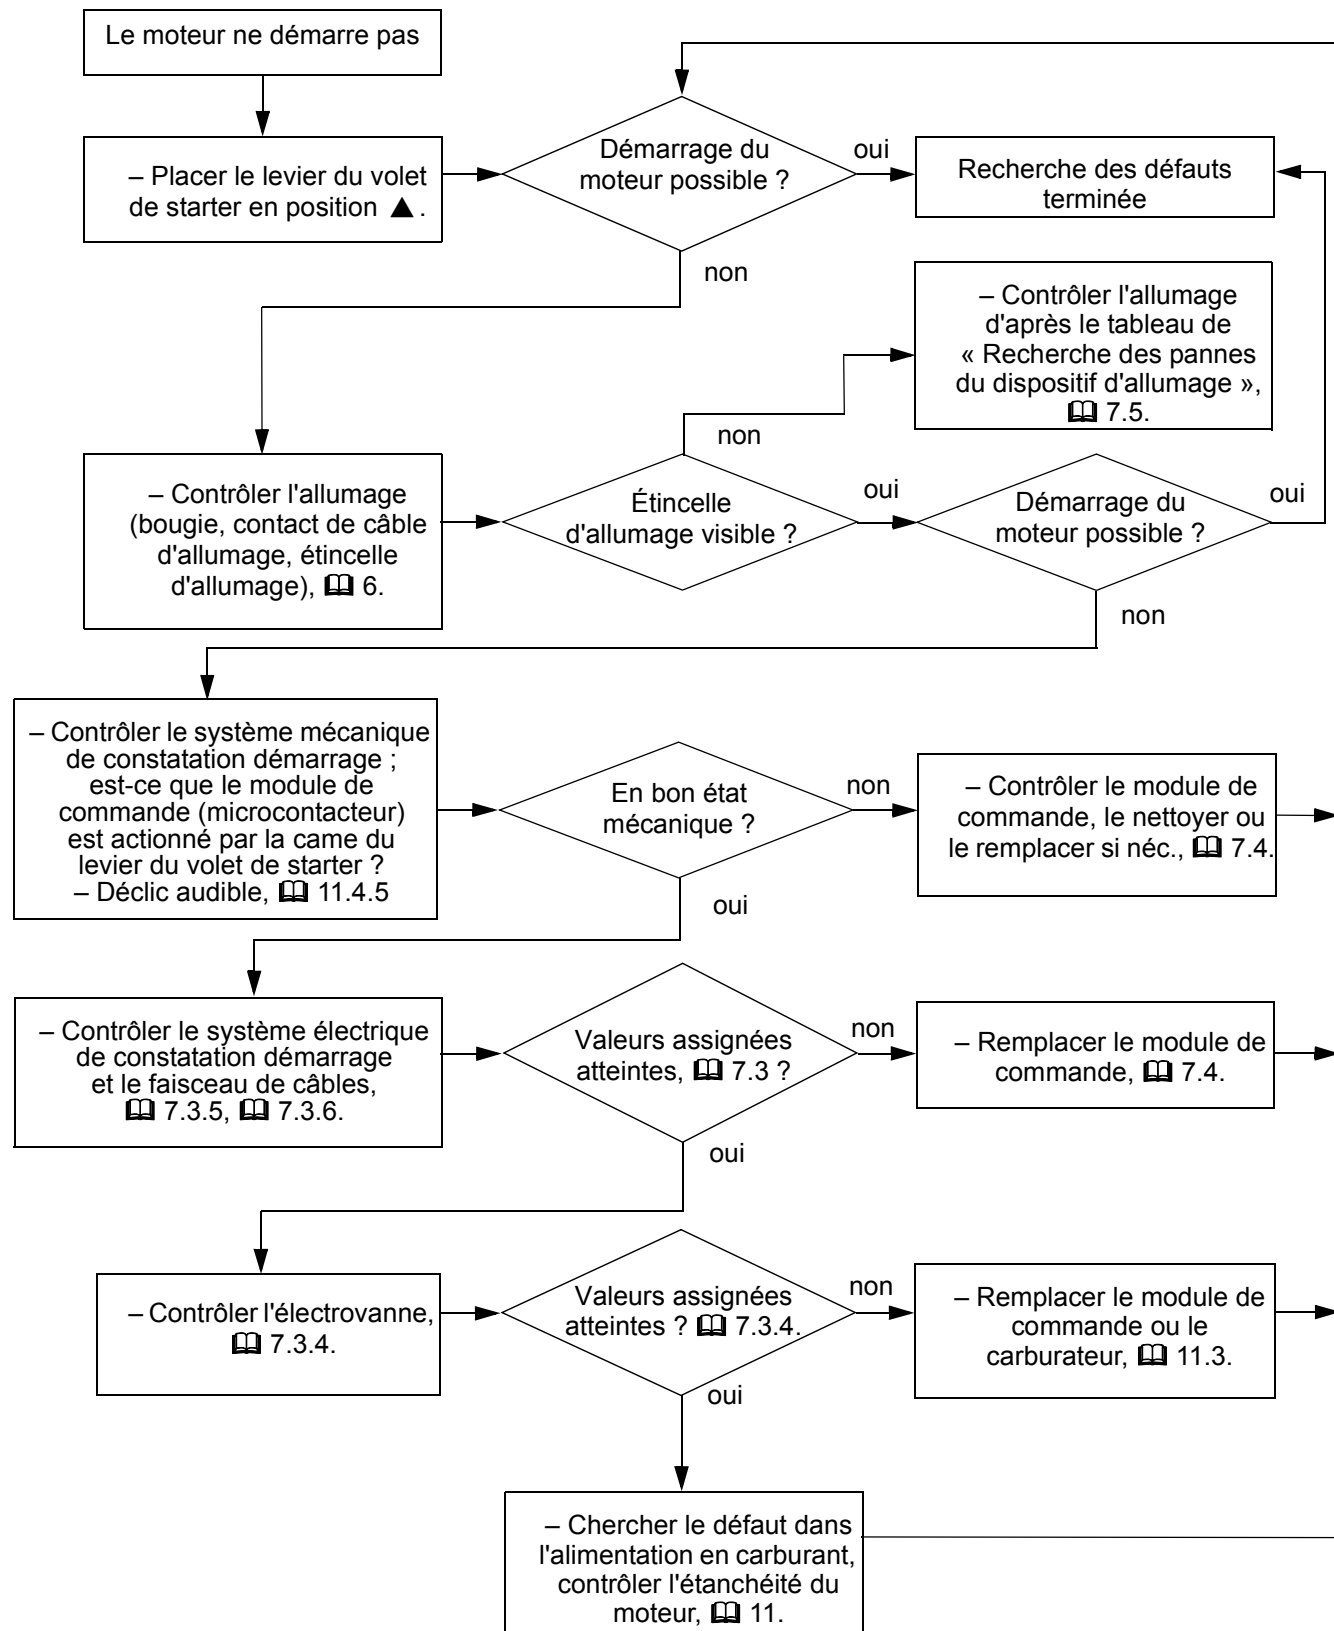 Le moteur ne démarre pas
– Placer le levier du volet
de starter en position ▲ .
Démarrage du
moteur possible ?
oui
Recherche des défauts
terminée
non
– Contrôler l'allumage
d'après le tableau de
« Recherche des pannes
du dispositif d'allumage »,
🕮 7.5.
non
– Contrôler l'allumage
(bougie, contact de câble
d'allumage, étincelle
d'allumage), 🕮 6.
Étincelle
d'allumage visible ?
oui
Démarrage du
moteur possible ?
oui
non
– Contrôler le système mécanique
de constatation démarrage ;
est-ce que le module de
commande (microcontacteur)
est actionné par la came du
levier du volet de starter ?
– Déclic audible, 🕮 11.4.5
En bon état
mécanique ?
non
– Contrôler le module de
commande, le nettoyer ou
le remplacer si néc., 🕮 7.4.
oui
– Contrôler le système électrique
de constatation démarrage
et le faisceau de câbles,
🕮 7.3.5, 🕮 7.3.6.
Valeurs assignées
atteintes, 🕮 7.3 ?
non
– Remplacer le module de
commande, 🕮 7.4.
oui
– Contrôler l'électrovanne,
🕮 7.3.4.
Valeurs assignées
atteintes ? 🕮 7.3.4.
non
– Remplacer le module de
commande ou le
carburateur, 🕮 11.3.
oui
– Chercher le défaut dans
l'alimentation en carburant,
contrôler l'étanchéité du
moteur, 🕮 11.